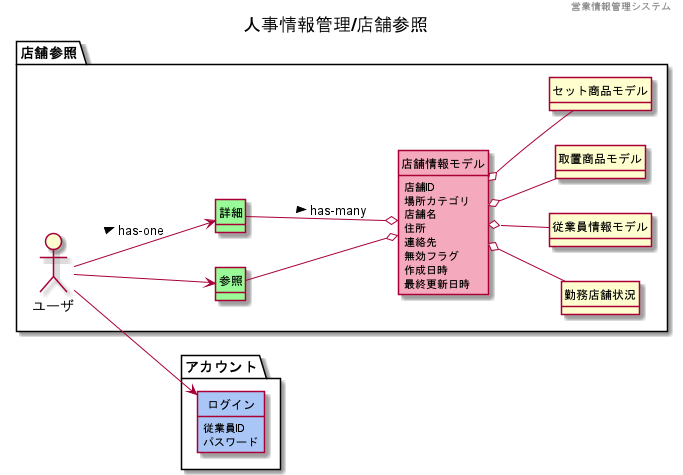 営業情報管理システム
人事情報管理/店舗参照
店舗参照
セット商品モデル
店舗情報モデル
店舗ID
場所カテゴリ
店舗名
住所
連絡先
無効フラグ
作成日時
最終更新日時
取置商品モデル
詳細
has-many
has-one
従業員情報モデル
参照
勤務店舗状況
ユーザ
アカウント
ログイン
従業員ID
パスワード